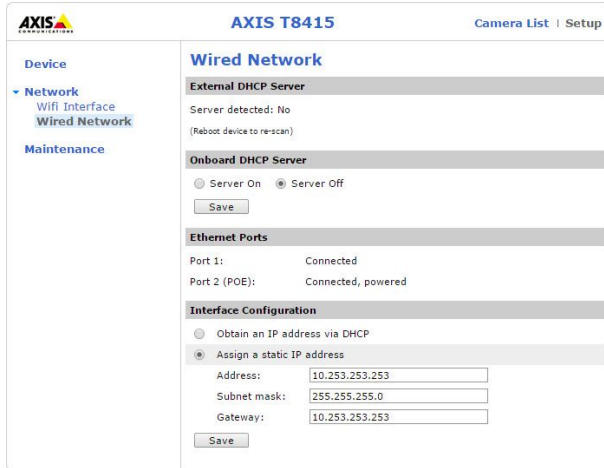 AXIS
COMMUNICATIONS
AXIS T8415
Camera List | Setup
Device
Network
Wifi Interface
Wired Network
Maintenance
Wired Network
External DHCP Server
Server detected: No
(Reboot device to re-scan)
Onboard DHCP Server
Server On Server Off
Save
Ethernet Ports
Port 1: Connected
Port 2 (POE): Connected, powered
Interface Configuration
Obtain an IP address via DHCP
Assign a static IP address
Address: 10.253.253.253
Subnet mask: 255.255.255.0
Gateway: 10.253.253.253
Save